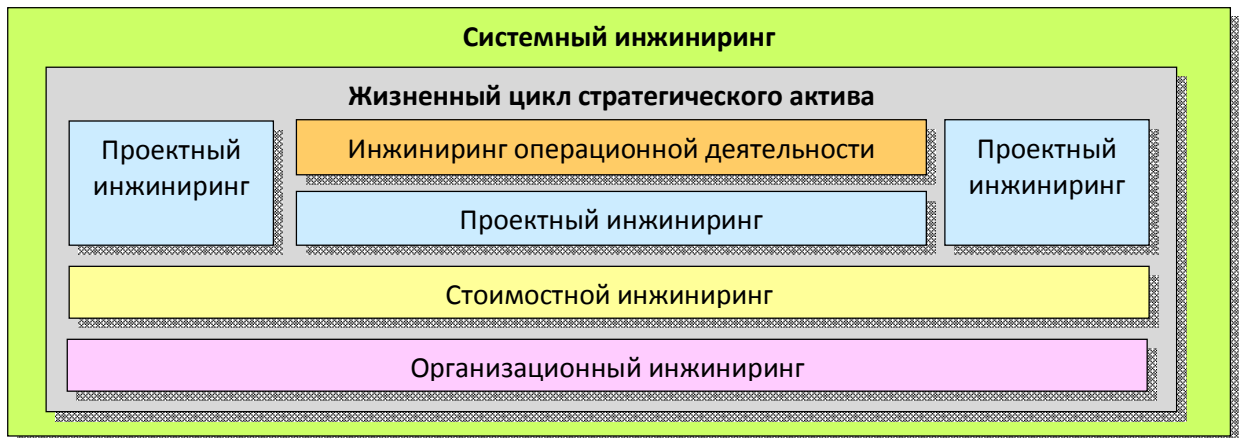 Системный инжиниринг
Жизненный цикл стратегического актива
Проектный
инжиниринг
Инжиниринг операционной деятельности
Проектный инжиниринг
Проектный
инжиниринг
Стоимостной инжиниринг
Организационный инжиниринг